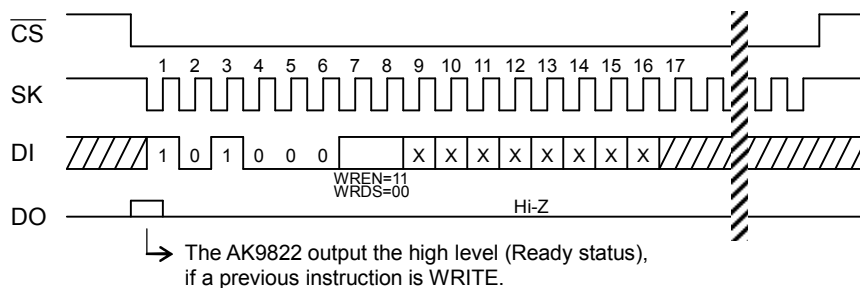 CS
1 2 3 4 5 6 7 8 9 10 11 12 13 14 15 16 17
SK
DI
1 0 1 0 0 0 X X X X X X X X
WREN=11
WRDS=00
DO
Hi-Z
The AK9822 output the high level (Ready status),
if a previous instruction is WRITE.